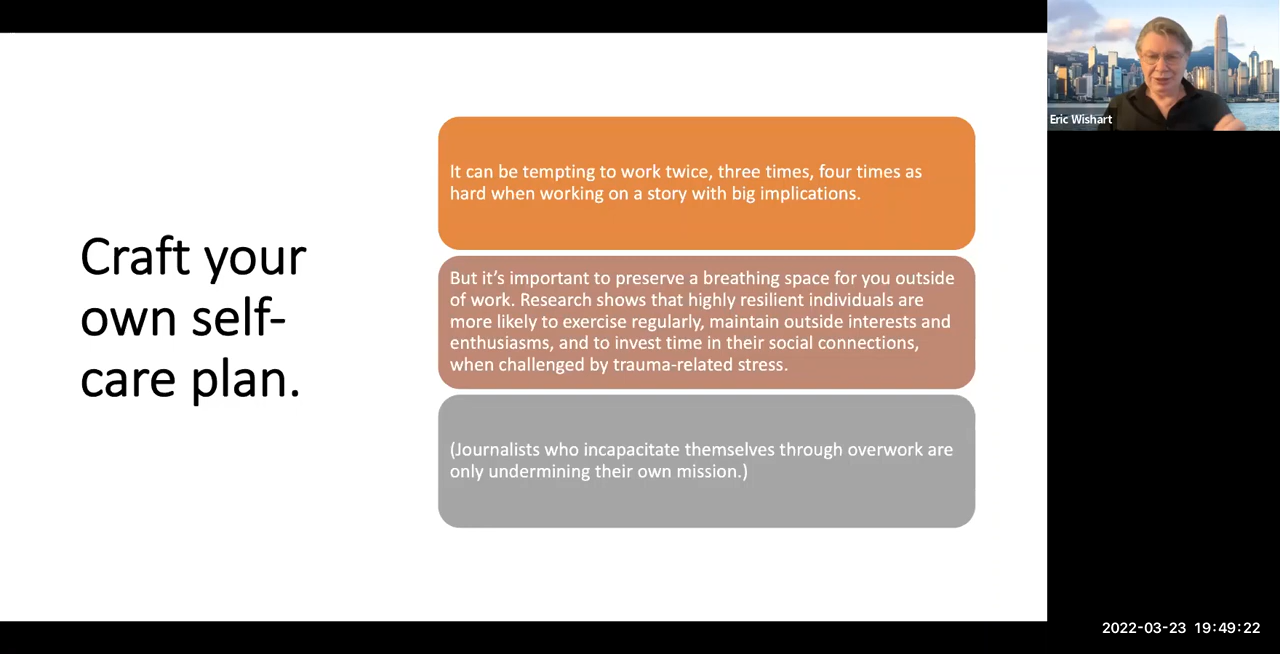 Craft your
own self-
care plan.
It can be tempting to work twice, three times, four times as
hard when working on a story with big implications.
But it’s important to preserve a breathing space for you outside
of work. Research shows that highly resilient individuals are
more likely to exercise regularly, maintain outside interests and
enthusiasms, and to invest time in their social connections,
when challenged by trauma-related stress.
(Journalists who incapacitate themselves through overwork are
only undermining their own mission.)
Eric Wishart
2022-03-23 19:49:22